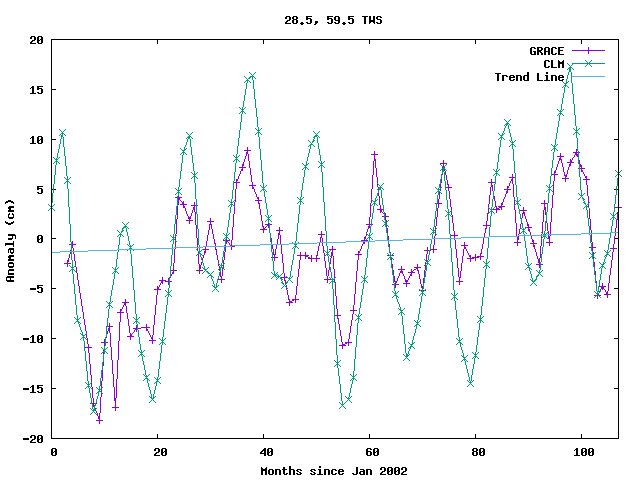 28.5, 59.5 TWS
GRACE
CLM
Trend Line
20
15
10
5
0
-5
-10
-15
-20
Anomaly (cm)
0 20 40 60 80 100
Months since Jan 2002